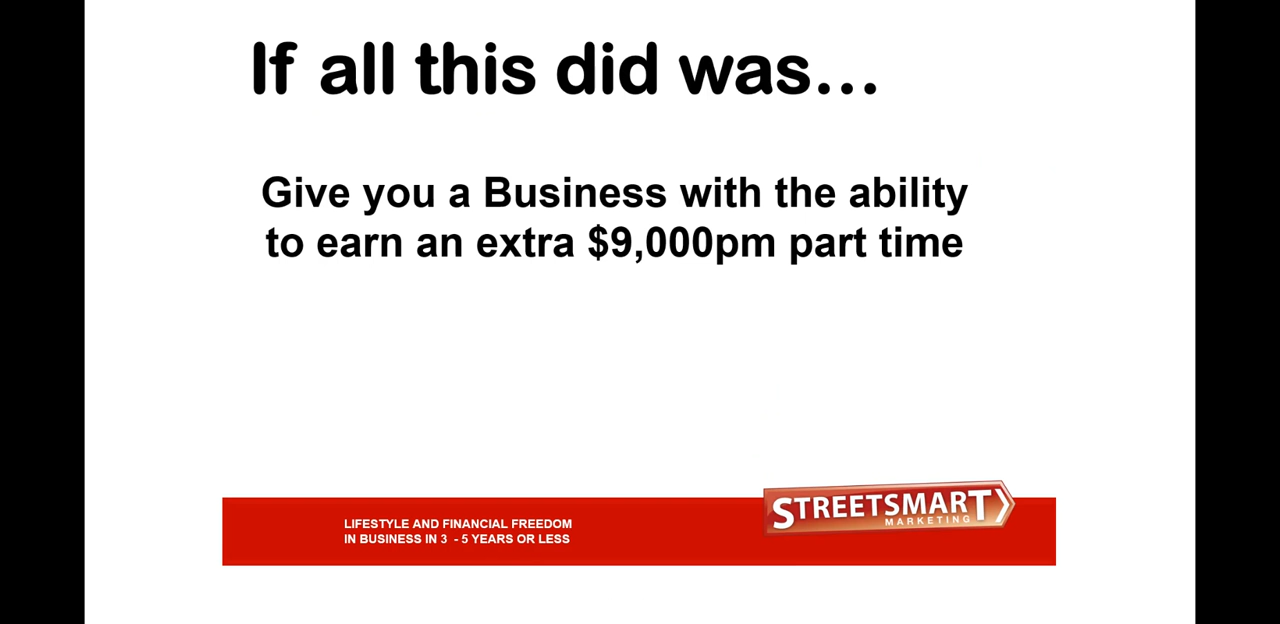 If all this did was...
Give you a Business with the ability
to earn an extra $9,000pm part time
LIFESTYLE AND FINANCIAL FREEDOM
IN BUSINESS IN 3 - 5 YEARS OR LESS
STREETSMART
MARKETING